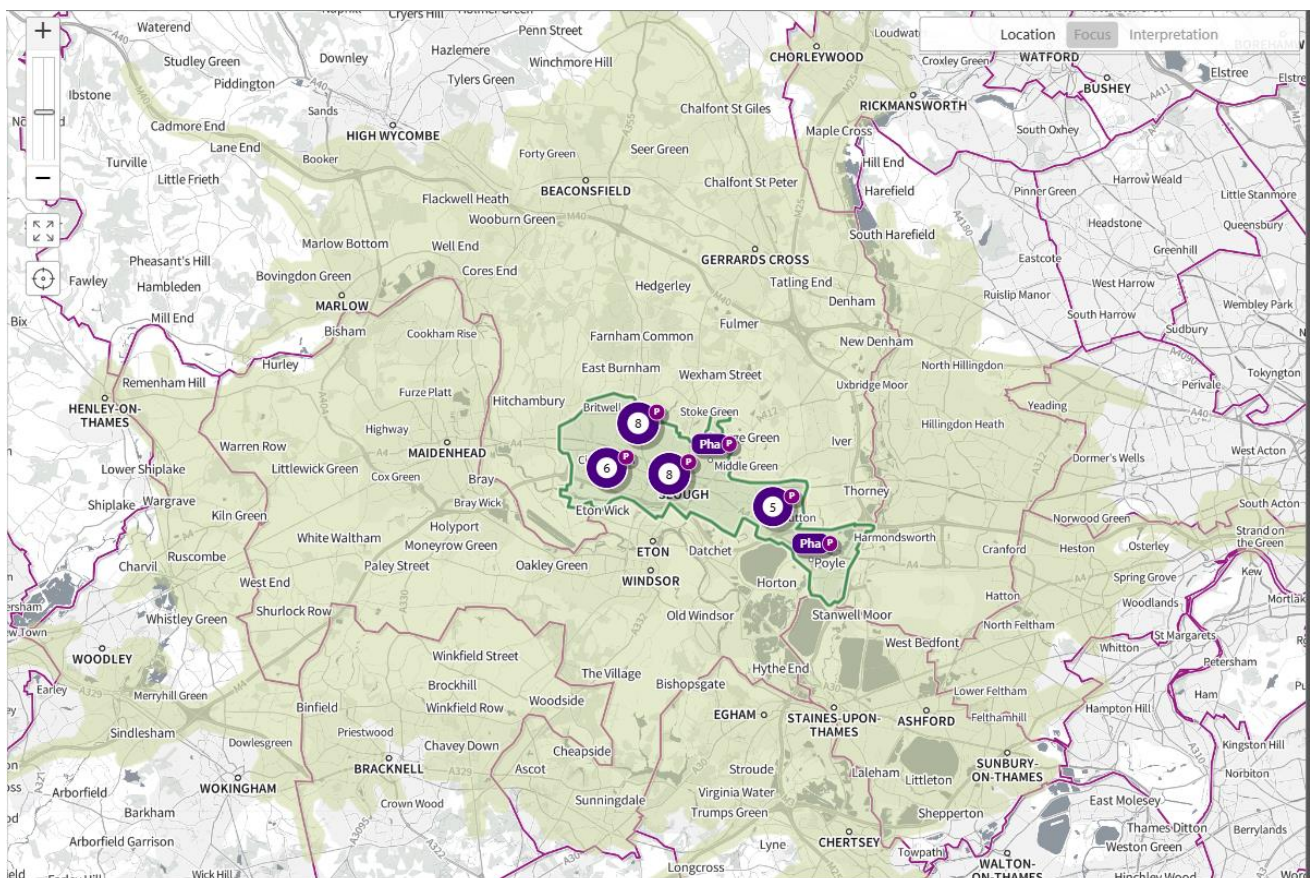 Waterend
Naphill
Cryers Hill
Penn Street
CHORLEYWOOD
Location Focus Interpretation
Studley Green
Downley
Hazlemere
Winchmore Hill
Croxley Green
WATFORD
Elstree
Piddington
Tylers Green
BUSHEY
Ibstone
Sands
Chalfont St Giles
RICKMANSWORTH
Cadmore End
HIGH WYCOMBE
Maple Cross
South Oxhey
Lane End
Booker
Forty Green
Seer Green
Hill End
Turville
Little Frieth
BEACONSFIELD
Chalfont St Peter
Harefield
Pinner Green
Harrow Weald
Little Stanmore
Flackwell Heath
Wooburn Green
Headstone
Queensbury
Marlow Bottom
Well End
South Harefield
Greenhill
Pheasant's Hill
GERRARDS CROSS
Eastcote
Fawley
Hambleden
Bovingdon Green
Cores End
Hedgerley
Tatling End
Ruislip Manor
West Harrow
MARLOW
Denham
Wembley Park
Bix
Mill End
Bisham
Cookham Rise
Farnham Common
Fulmer
New Denham
South Harrow
Sudbury
Hurley
East Burnham
Wexham Street
North Hillingdon
Remenham Hill
Furze Platt
Hitchambury
Uxbridge Moor
Perivale
Tokyngton
HENLEY-ON-
THAMES
Britwell
Stoke Green
Yeading
Highway
8 P
Pha P
Hillingdon Heath
Warren Row
MAIDENHEAD
Iver
Lower Shiplake
Littlewick Green
Cox Green
Bray
6 P
8 P
Middle Green
Dormer's Wells
West Acton
Shiplake
Wargrave
Bray Wick
SLOUGH
5 P
Thorney
South Acton
Kiln Green
Holyport
Eton Wick
Norwood Green
Strand on
the Green
White Waltham
Moneyrow Green
ETON
Datchet
Pha P
Harmondsworth
Cranford
Heston
Osterley
Ruscombe
Charvil
Paley Street
Oakley Green
Poyle
Kew
West End
WINDSOR
Horton
Spring Grove
Hatton
Woodlands
Shurlock Row
Old Windsor
Stanwell Moor
Whistley Green
North Feltham
St Margarets
WOODLEY
Winkfield Street
West Bedfont
Whitton
Petersham
Earley
The Village
Hythe End
Brockhill
Bishopsgate
Merryhill Green
Winkfield Row
Woodside
Lower Feltham
Ham
Binfield
EGHAM
STAINES-UPON-
THAMES
ASHFORD
Felthamhill
Hampton Hill
Sindlesham
Priestwood
Dowlesgreen
Chavey Down
Cheapside
Kingston Hill
BRACKNELL
Ascot
Stroude
Laleham
SUNBURY-
ON-THAMES
Norbiton
Arborfield
WOKINGHAM
Littleton
Virginia Water
Barkham
Crown Wood
Sunningdale
Trumps Green
Shepperton
East Molesey
Arborfield Garrison
CHERTSEY
Thames Ditton
Berrylands
Lyne
Weston Green
Towpath
Wick Hill
Longcross
WALTON-
ON-THAMES
Hinchley Wood